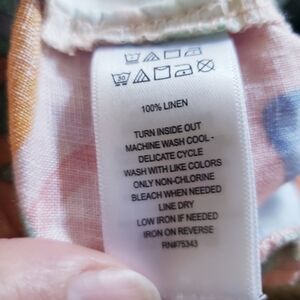 30
100% LINEN
TURN INSIDE OUT
MACHINE WASH COOL -
DELICATE CYCLE
WASH WITH LIKE COLORS
ONLY NON-CHLORINE
BLEACH WHEN NEEDED
LINE DRY
LOW IRON IF NEEDED
IRON ON REVERSE
RN#75343